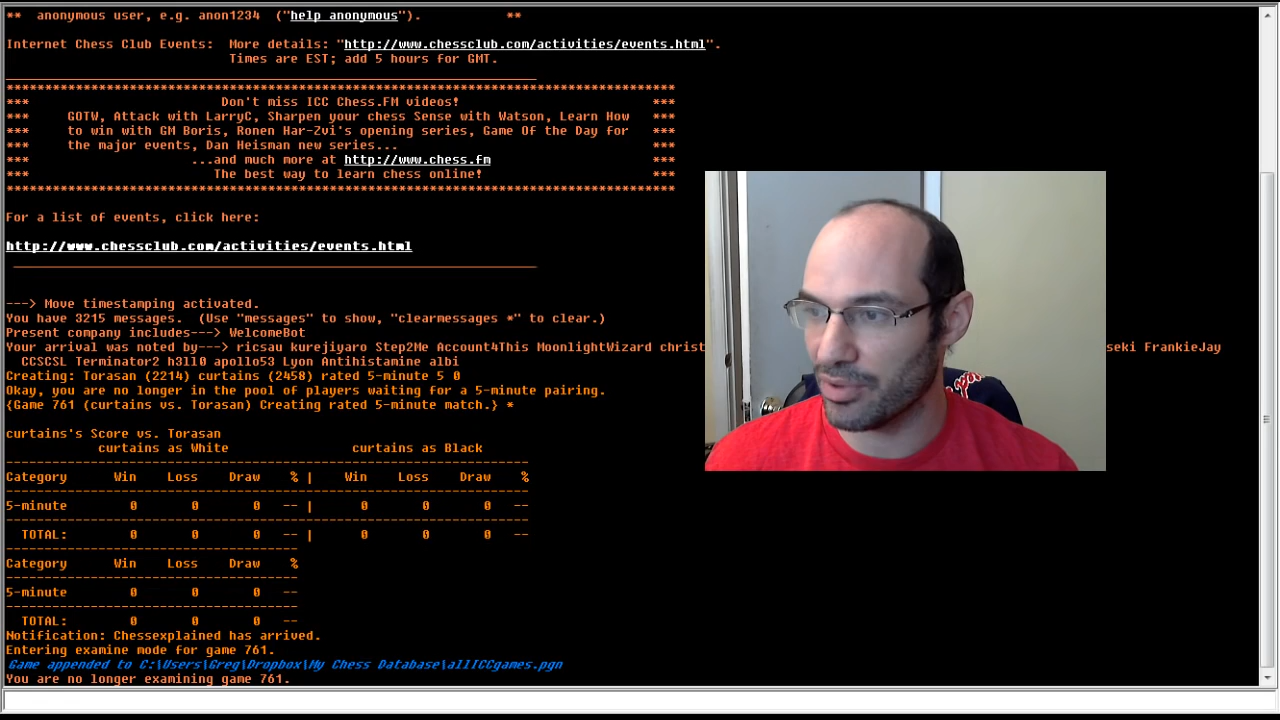 ** anonymous user, e.g. anon1234 ("help anonymous"). **
Internet Chess Club Events: More details: "http://www.chessclub.com/activities/events.html".
Times are EST; add 5 hours for GMT.
*** Don't miss ICC Chess.FM videos! ***
*** GOTW, Attack with LarryC, Sharpen your chess Sense with Watson, Learn How ***
*** to win with GM Boris, Ronen Har-Zvi's opening series, Game Of the Day for ***
*** the major events, Dan Heisman new series... ***
*** ...and much more at http://www.chess.fm ***
*** The best way to learn chess online! ***
For a list of events, click here:
http://www.chessclub.com/activities/events.html
---> Move timestamping activated.
You have 3215 messages. (Use "messages" to show, "clearmessages *" to clear.)
Present company includes---> WelcomeBot
Your arrival was noted by---> ricsau kurejiyaro Step2Me Account4This MoonlightWizard christ seki FrankieJay
CCSCSL Terminator2 h3ll0 apollo53 Lyon Antihistamine albi
Creating: Torasan (2214) curtains (2458) rated 5-minute 5 0
Okay, you are no longer in the pool of players waiting for a 5-minute pairing.
{Game 761 (curtains vs. Torasan) Creating rated 5-minute match.} *
curtains's Score vs. Torasan
curtains as White curtains as Black
Category Win Loss Draw % | Win Loss Draw %
5-minute 0 0 0 -- | 0 0 0 --
TOTAL: 0 0 0 -- | 0 0 0 --
Category Win Loss Draw %
5-minute 0 0 0 --
TOTAL: 0 0 0 --
Notification: Chessexplained has arrived.
Entering examine mode for game 761.
Game appended to C:\Users\Greg\Dropbox\My Chess Database\allICCgames.pgn
You are no longer examining game 761.